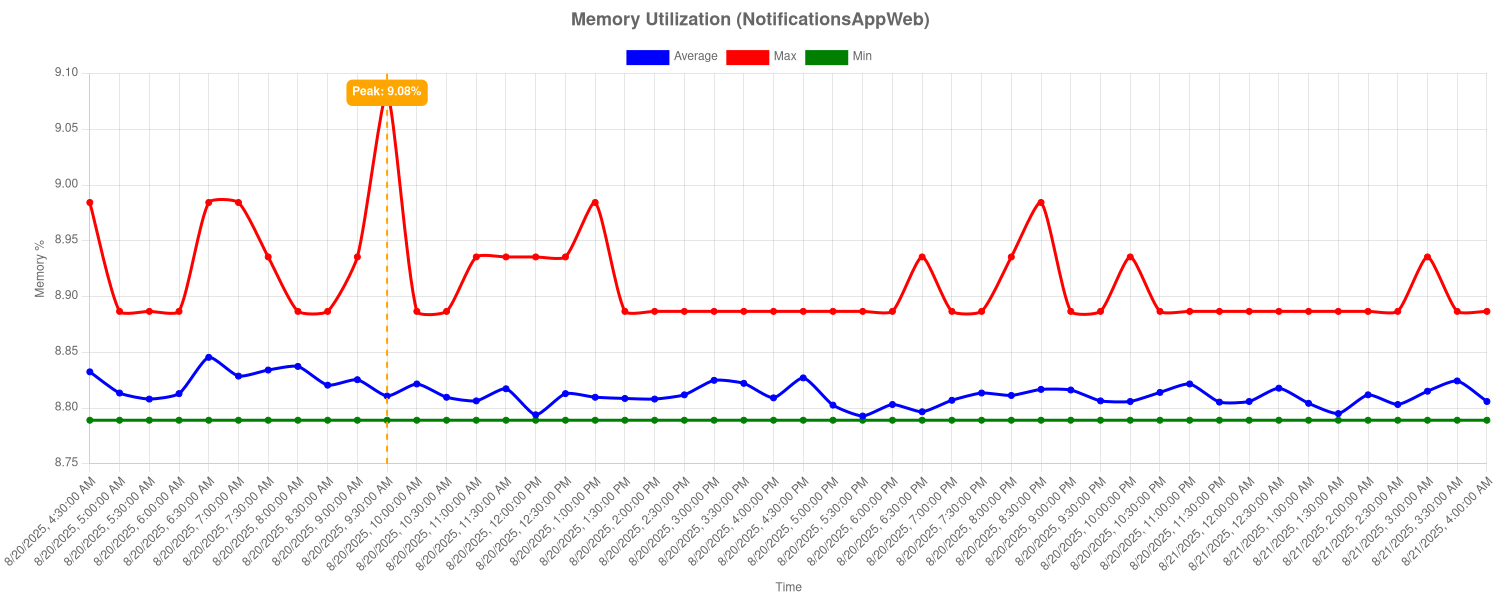 Memory Utilization (NotificationsAppWeb)
Average Max Min
Peak: 9.08%
Memory %
9.10
9.05
9.00
8.95
8.90
8.85
8.80
8.75
8/20/2025, 4:30:00 AM
8/20/2025, 5:00:00 AM
8/20/2025, 5:30:00 AM
8/20/2025, 6:00:00 AM
8/20/2025, 6:30:00 AM
8/20/2025, 7:00:00 AM
8/20/2025, 7:30:00 AM
8/20/2025, 8:00:00 AM
8/20/2025, 8:30:00 AM
8/20/2025, 9:00:00 AM
8/20/2025, 9:30:00 AM
8/20/2025, 10:00:00 AM
8/20/2025, 10:30:00 AM
8/20/2025, 11:00:00 AM
8/20/2025, 11:30:00 AM
8/20/2025, 12:00:00 PM
8/20/2025, 12:30:00 PM
8/20/2025, 1:00:00 PM
8/20/2025, 1:30:00 PM
8/20/2025, 2:00:00 PM
8/20/2025, 2:30:00 PM
8/20/2025, 3:00:00 PM
8/20/2025, 3:30:00 PM
8/20/2025, 4:00:00 PM
8/20/2025, 4:30:00 PM
8/20/2025, 5:00:00 PM
8/20/2025, 5:30:00 PM
8/20/2025, 6:00:00 PM
8/20/2025, 6:30:00 PM
8/20/2025, 7:00:00 PM
8/20/2025, 7:30:00 PM
8/20/2025, 8:00:00 PM
8/20/2025, 8:30:00 PM
8/20/2025, 9:00:00 PM
8/20/2025, 9:30:00 PM
8/20/2025, 10:00:00 PM
8/20/2025, 10:30:00 PM
8/20/2025, 11:00:00 PM
8/20/2025, 11:30:00 PM
8/21/2025, 12:00:00 AM
8/21/2025, 12:30:00 AM
8/21/2025, 1:00:00 AM
8/21/2025, 1:30:00 AM
8/21/2025, 2:00:00 AM
8/21/2025, 2:30:00 AM
8/21/2025, 3:00:00 AM
8/21/2025, 3:30:00 AM
8/21/2025, 4:00:00 AM
Time